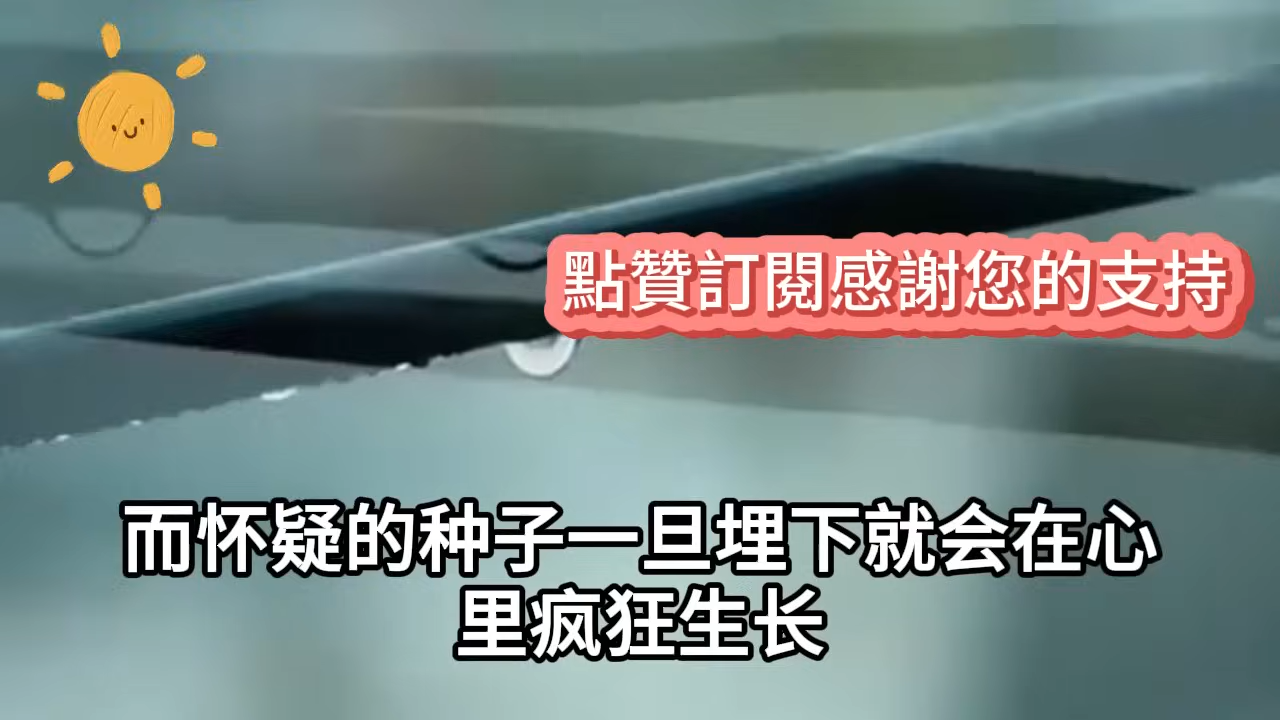 點贊訂閱感謝您的支持
而怀疑的种子一旦埋下就会在心
里疯狂生长